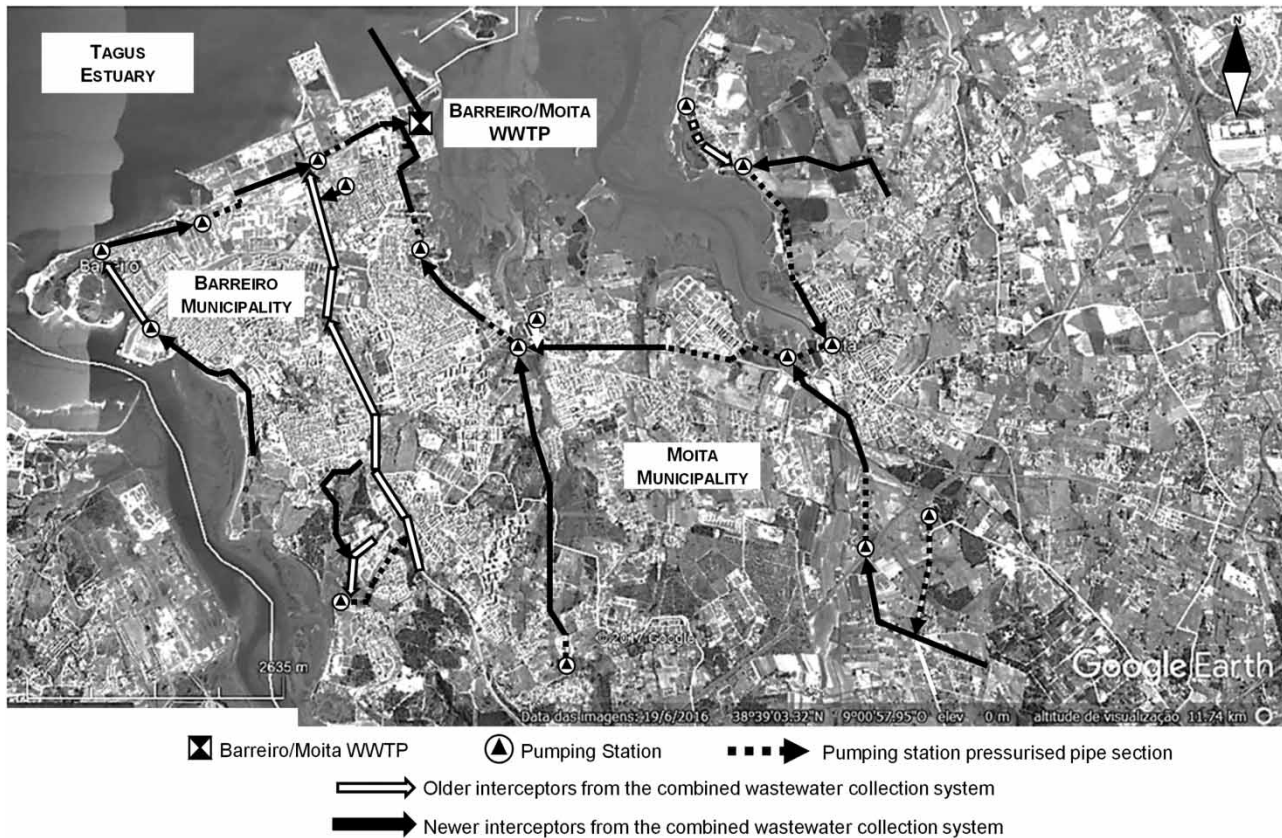 TAGUS
ESTUARY
N
BARREIRO/MOITA
WWTP
BARREIRO
MUNICIPALITY
MOITA
MUNICIPALITY
© 2017 Google
Google Earth
2635 m
Data das imagens: 19/6/2016 38°39'03.32"N 9°00'57.95"O elev 0 m altitude de visualização 11.74 km
Barreiro/Moita WWTP Pumping Station Pumping station pressurised pipe section
Older interceptors from the combined wastewater collection system
Newer interceptors from the combined wastewater collection system